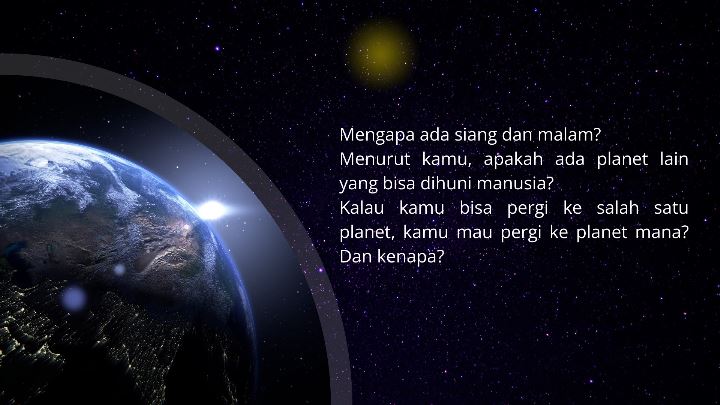 Mengapa ada siang dan malam?
Menurut kamu, apakah ada planet lain
yang bisa dihuni manusia?
Kalau kamu bisa pergi ke salah satu
planet, kamu mau pergi ke planet mana?
Dan kenapa?